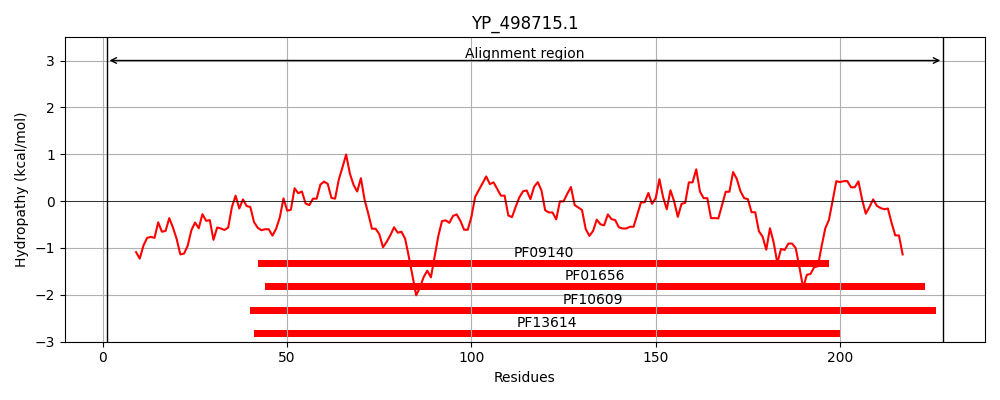 YP_498715.1
Alignment region
3
2
1
0
−1
−2
−3
Hydropathy (kcal/mol)
PF09140
PF01656
PF10609
PF13614
0
50
100
150
200
Residues